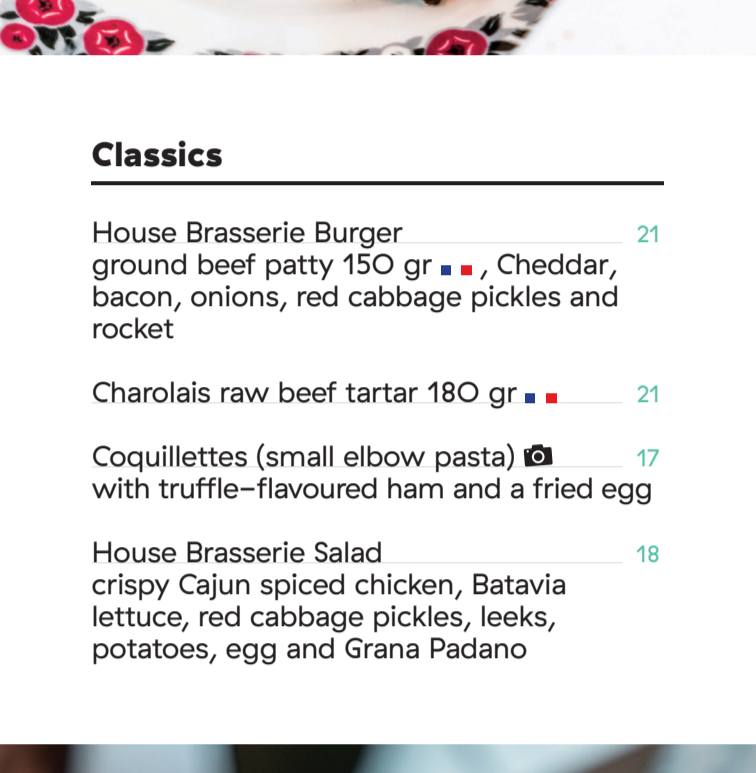 Classics
House Brasserie Burger 21
ground beef patty 150 gr , Cheddar,
bacon, onions, red cabbage pickles and
rocket
Charolais raw beef tartar 180 gr 21
Coquillettes (small elbow pasta) 17
with truffle-flavoured ham and a fried egg
House Brasserie Salad 18
crispy Cajun spiced chicken, Batavia
lettuce, red cabbage pickles, leeks,
potatoes, egg and Grana Padano